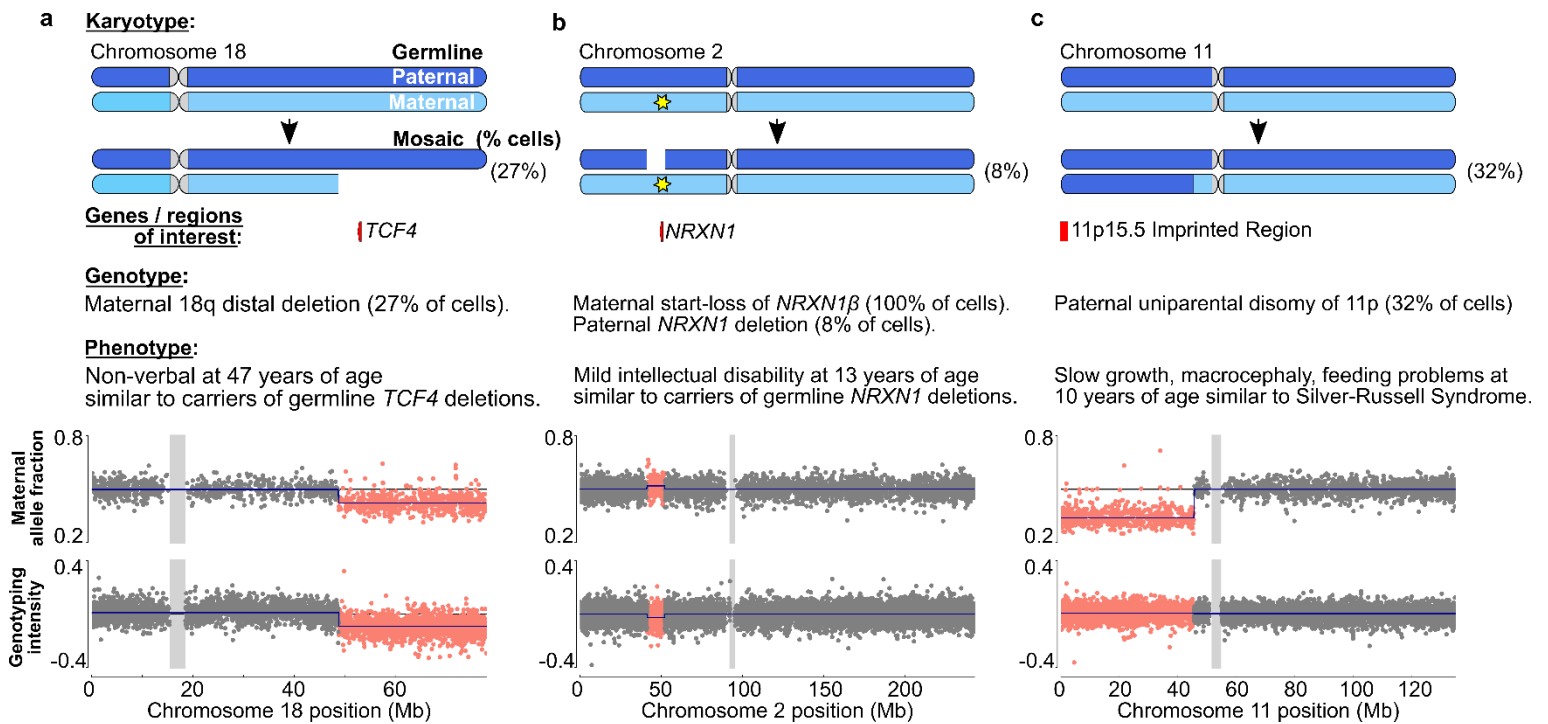 a
Karyotype:
Chromosome 18
Germline
Paternal
Maternal
Mosaic (% cells)
(27%)
Genes / regions
of interest:
TCF4
Genotype:
Maternal 18q distal deletion (27% of cells).
Phenotype:
Non-verbal at 47 years of age
similar to carriers of germline TCF4 deletions.
Maternal
allele fraction
0.8
0.2
Genotyping
intensity
0.4
-0.4
0 20 40 60
Chromosome 18 position (Mb)
b
Chromosome 2
(8%)
NRXN1
Maternal start-loss of NRXN1β (100% of cells).
Paternal NRXN1 deletion (8% of cells).
Mild intellectual disability at 13 years of age
similar to carriers of germline NRXN1 deletions.
0.8
0.2
0.4
-0.4
0 50 100 150 200
Chromosome 2 position (Mb)
c
Chromosome 11
(32%)
11p15.5 Imprinted Region
Paternal uniparental disomy of 11p (32% of cells)
Slow growth, macrocephaly, feeding problems at
10 years of age similar to Silver-Russell Syndrome.
0.8
0.2
0.4
-0.4
0 20 40 60 80 100 120
Chromosome 11 position (Mb)